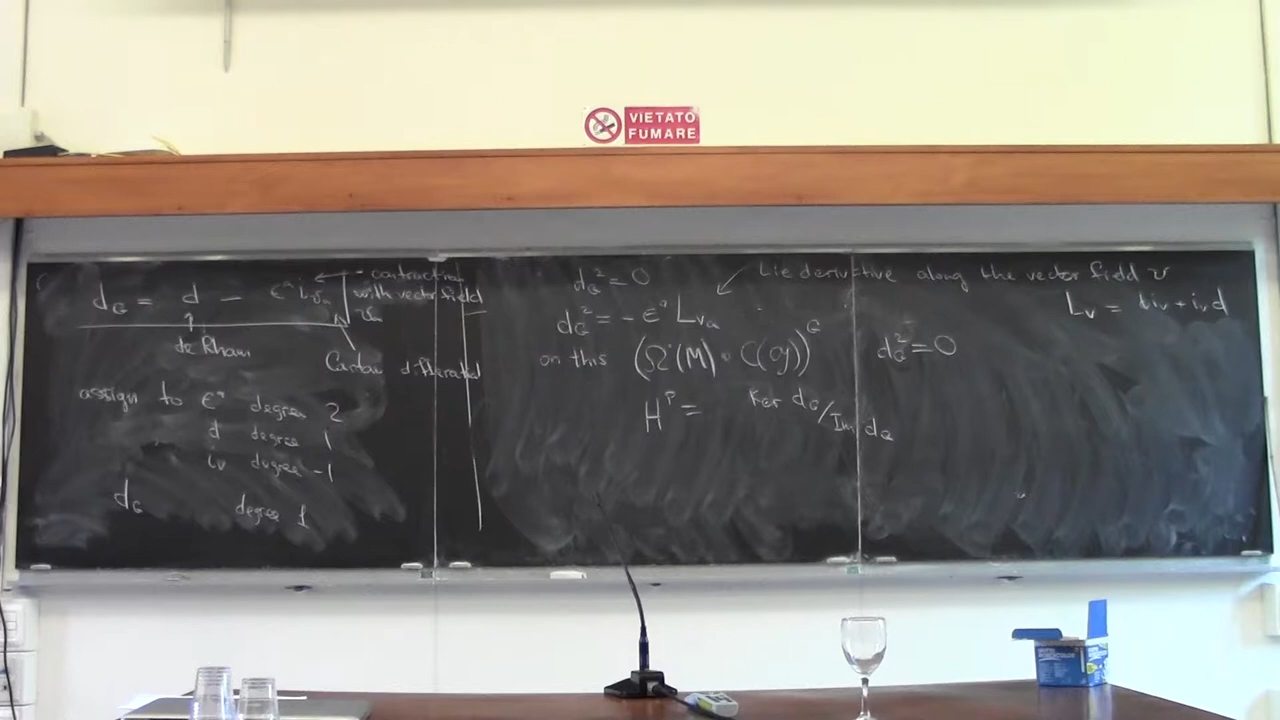 VIETATO
FUMARE
d_G = d - ε^a i_{v_a}
contraction
with vector field
v_a
de Rham
Cartan differential
assign to ε^a degree 2
d degree 1
i_v degree -1
d_G degree 1
d_G^2 = 0
d_G^2 = - ε^a L_{v_a}
on this (Ω^•(M) ⊗ C(g))^G d_G^2 = 0
H^p = Ker d_G / Im d_G
Lie derivative along the vector field v
L_v = d i_v + i_v d